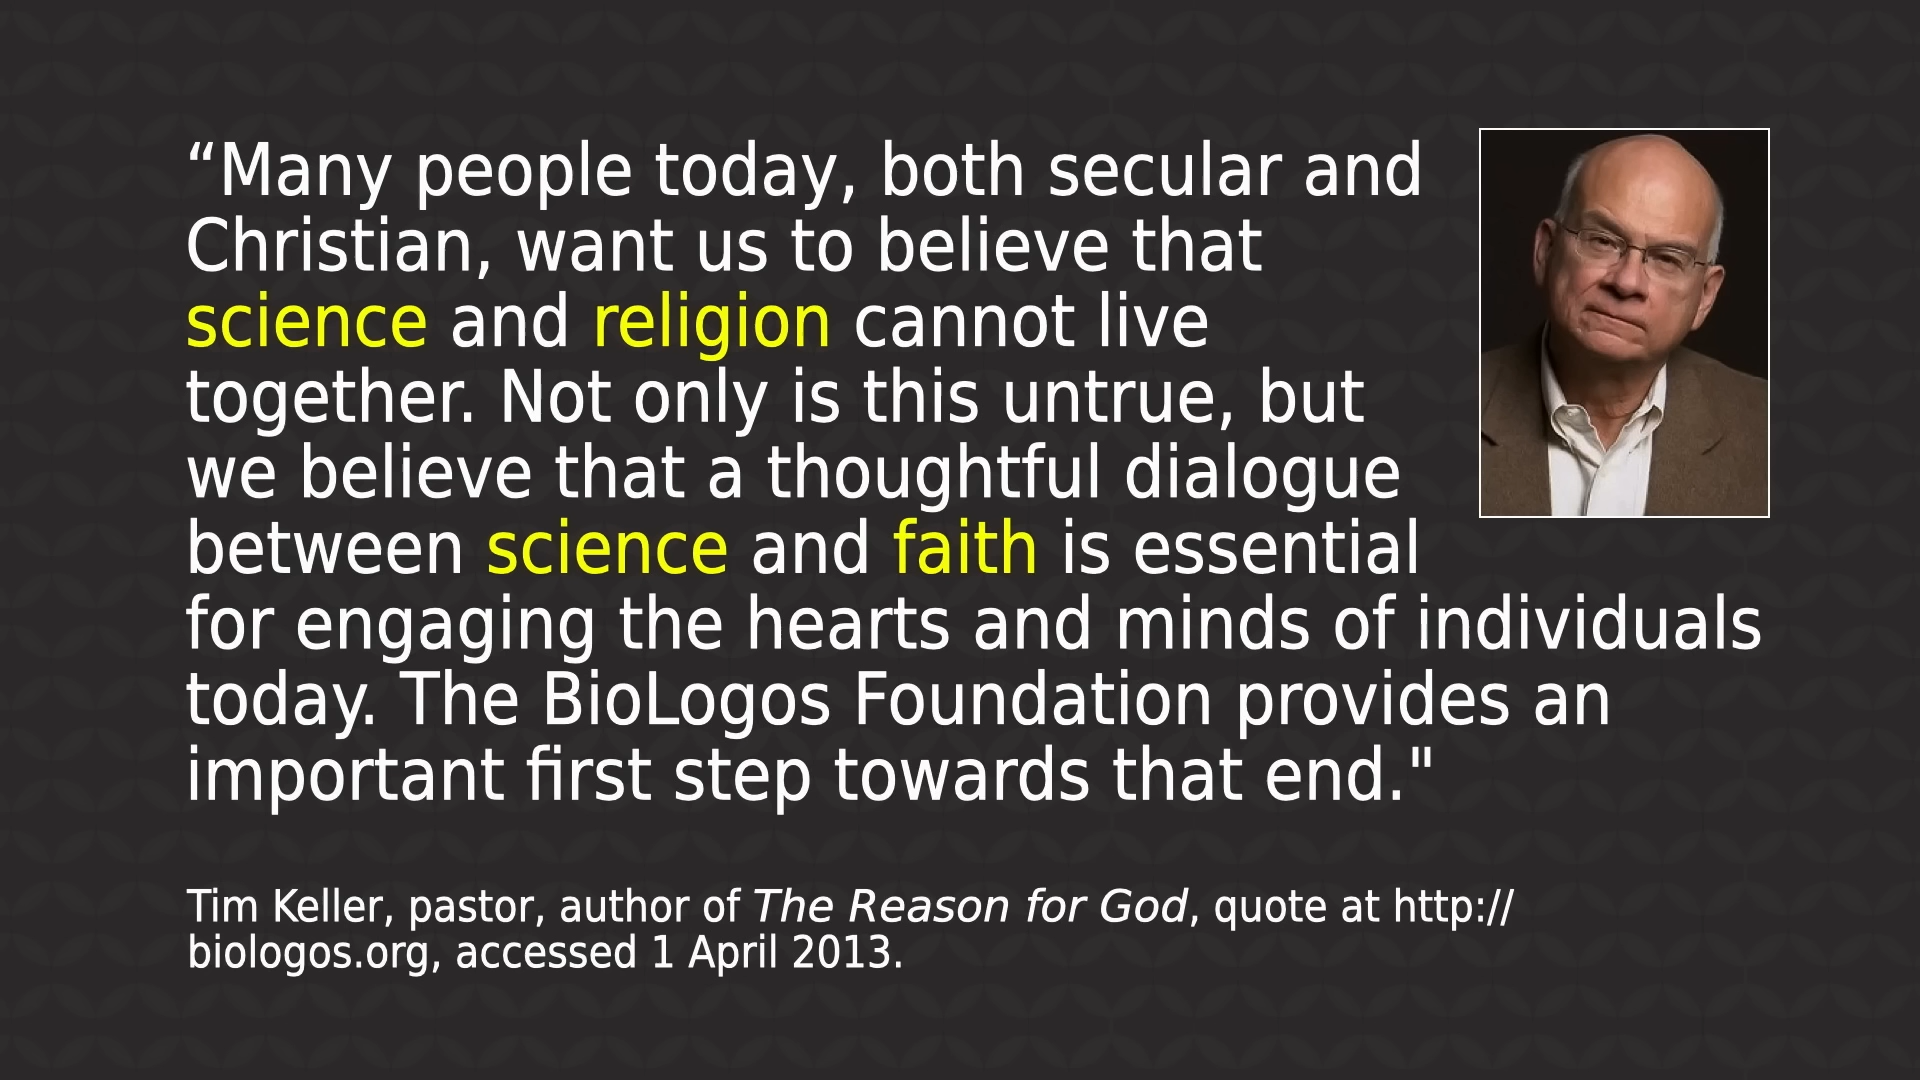 “Many people today, both secular and
Christian, want us to believe that
science and religion cannot live
together. Not only is this untrue, but
we believe that a thoughtful dialogue
between science and faith is essential
for engaging the hearts and minds of individuals
today. The BioLogos Foundation provides an
important first step towards that end."
Tim Keller, pastor, author of The Reason for God, quote at http://
biologos.org, accessed 1 April 2013.